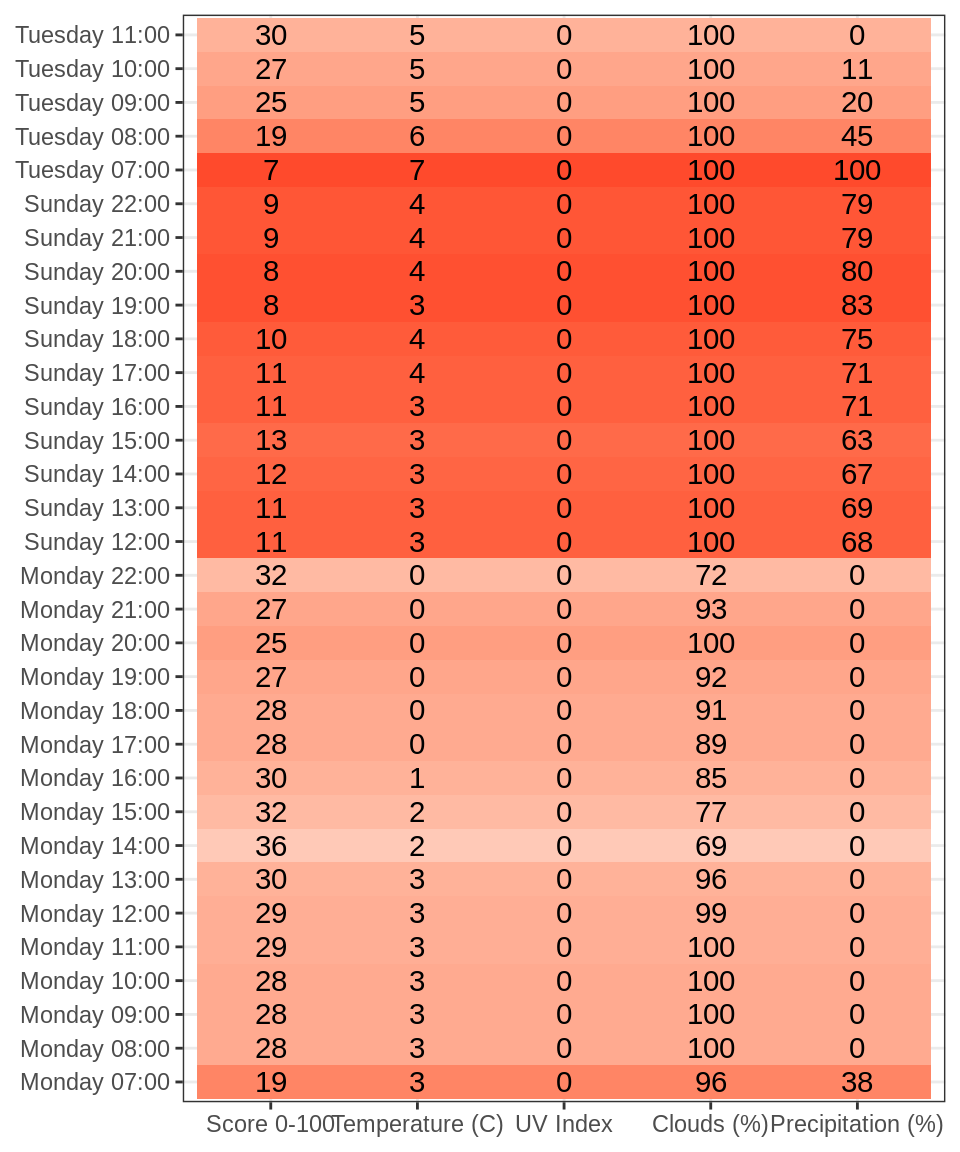 Tuesday 11:00 30 5 0 100 0
Tuesday 10:00 27 5 0 100 11
Tuesday 09:00 25 5 0 100 20
Tuesday 08:00 19 6 0 100 45
Tuesday 07:00 7 7 0 100 100
Sunday 22:00 9 4 0 100 79
Sunday 21:00 9 4 0 100 79
Sunday 20:00 8 4 0 100 80
Sunday 19:00 8 3 0 100 83
Sunday 18:00 10 4 0 100 75
Sunday 17:00 11 4 0 100 71
Sunday 16:00 11 3 0 100 71
Sunday 15:00 13 3 0 100 63
Sunday 14:00 12 3 0 100 67
Sunday 13:00 11 3 0 100 69
Sunday 12:00 11 3 0 100 68
Monday 22:00 32 0 0 72 0
Monday 21:00 27 0 0 93 0
Monday 20:00 25 0 0 100 0
Monday 19:00 27 0 0 92 0
Monday 18:00 28 0 0 91 0
Monday 17:00 28 0 0 89 0
Monday 16:00 30 1 0 85 0
Monday 15:00 32 2 0 77 0
Monday 14:00 36 2 0 69 0
Monday 13:00 30 3 0 96 0
Monday 12:00 29 3 0 99 0
Monday 11:00 29 3 0 100 0
Monday 10:00 28 3 0 100 0
Monday 09:00 28 3 0 100 0
Monday 08:00 28 3 0 100 0
Monday 07:00 19 3 0 96 38
Score 0-100 Temperature (C) UV Index Clouds (%) Precipitation (%)